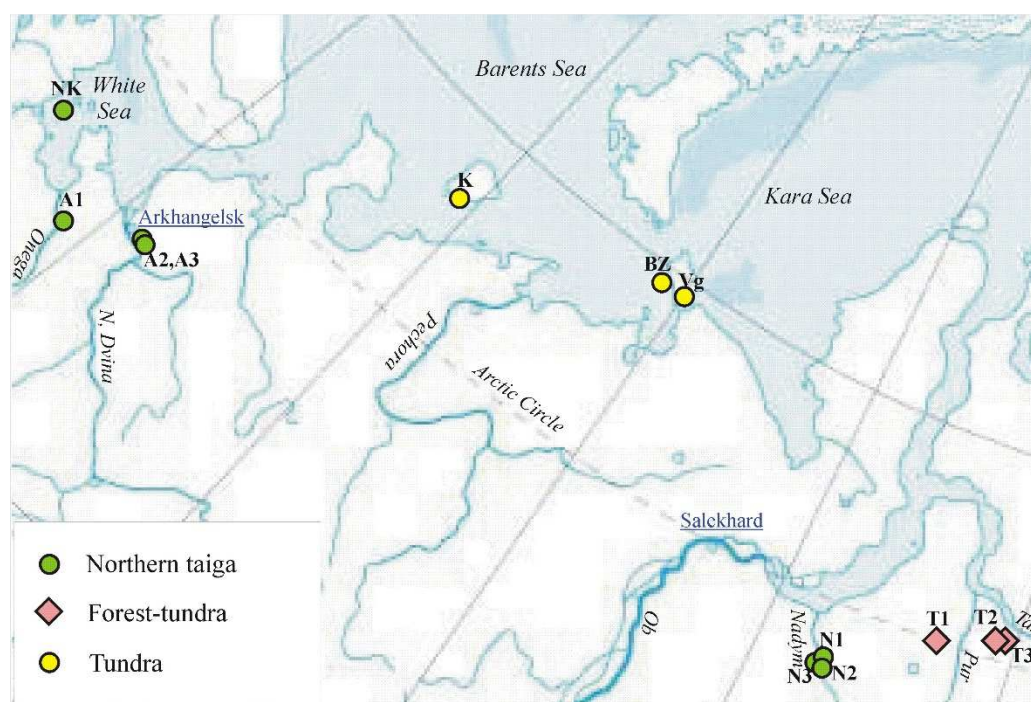 NK
White
Sea
Barents Sea
Kara Sea
K
A1
Arkhangelsk
A2,A3
Onega
BZ
Vg
N. Dvina
Pechora
Arctic Circle
Salekhard
Ob
Nadym
N1
N3
N2
T1
T2
T3
Pur
Northern taiga
Forest-tundra
Tundra